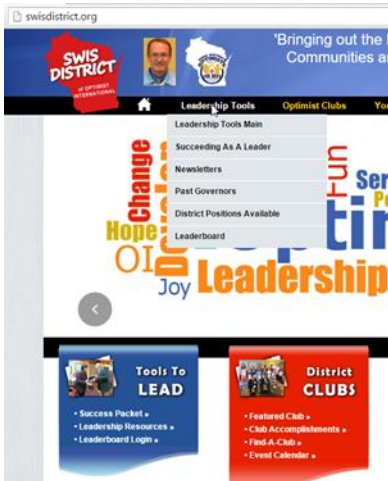 swisdistrict.org
"Bringing out the
Communities a
SWIS
DISTRICT
of OPTIMIST
INTERNATIONAL
Leadership Tools
Optimist Clubs
Yo
Leadership Tools Main
Succeeding As A Leader
Newsletters
Past Governors
District Positions Available
Leaderboard
Change
Fun
Ser
Hope
OI
Joy
Leadership
Tools To
LEAD
• Success Packet »
• Leadership Resources »
• Leaderboard Login »
District
CLUBS
• Featured Club »
• Club Accomplishments »
• Find-A-Club »
• Event Calendar »